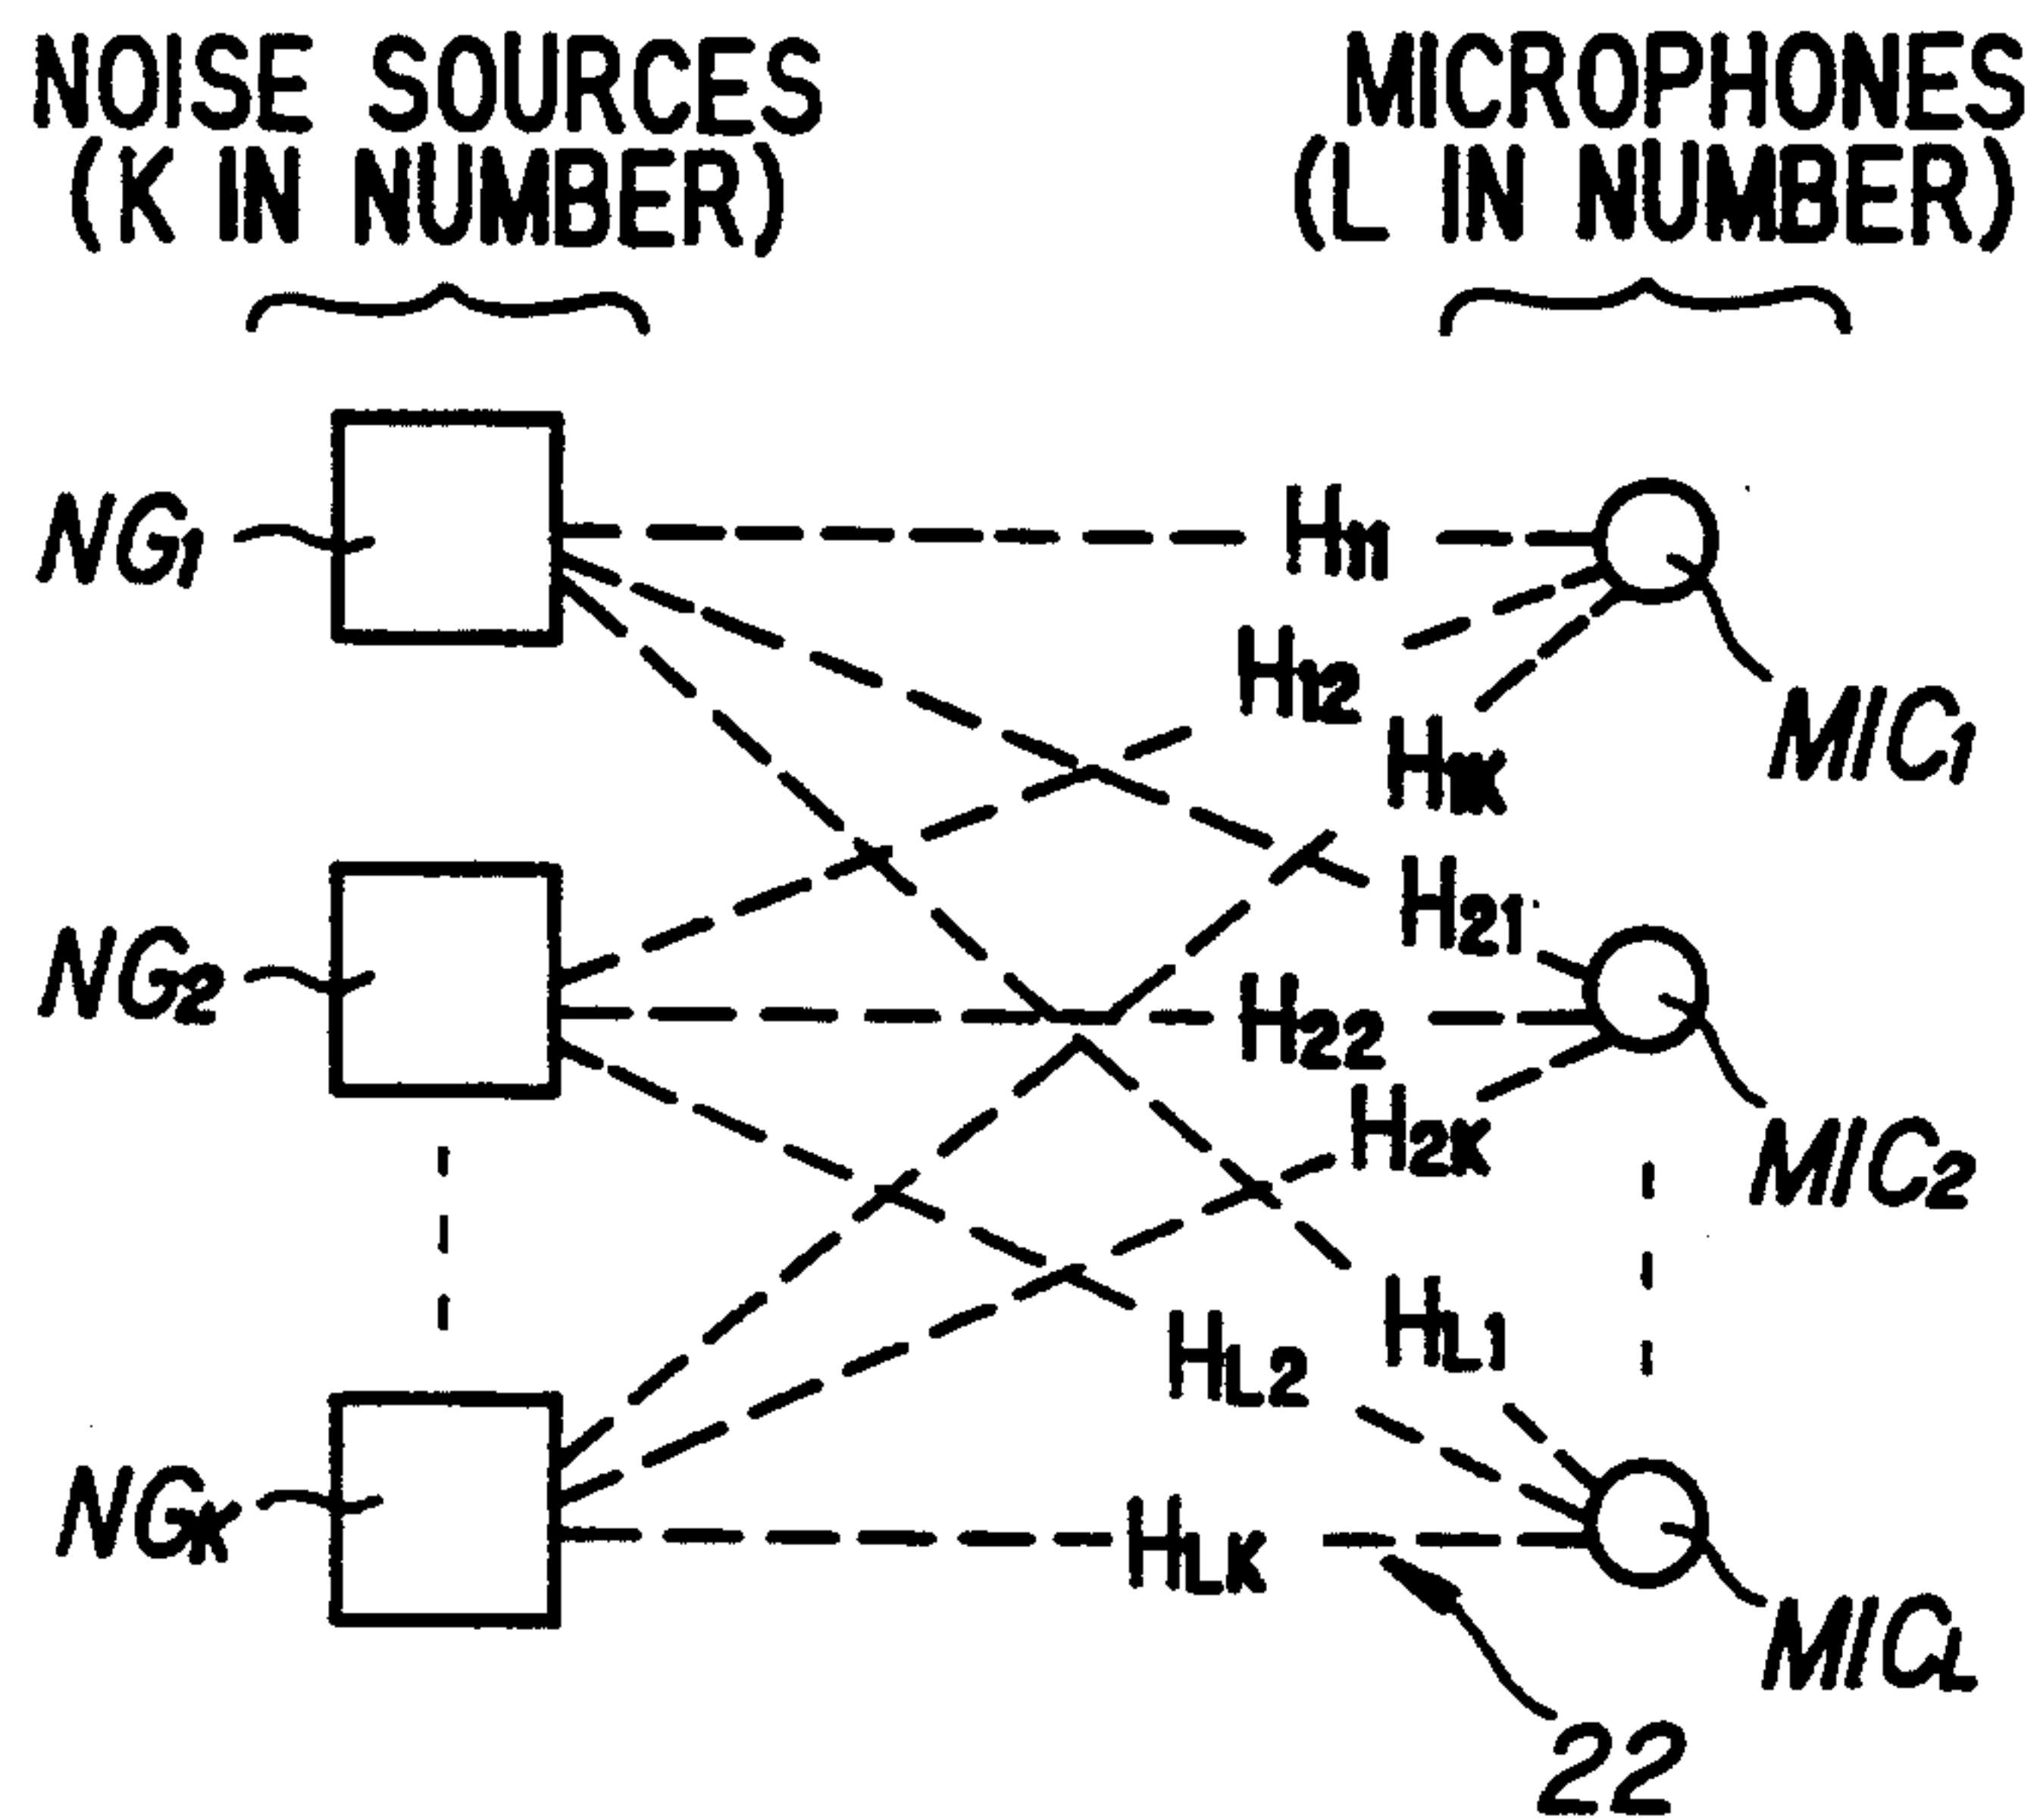 NOISE SOURCES
(K IN NUMBER)
MICROPHONES
(L IN NUMBER)
NG1
H11
H12
H1K
MIC1
NG2
H21
H22
H2K
MIC2
HL1
HL2
NGK
HLK
MICL
22